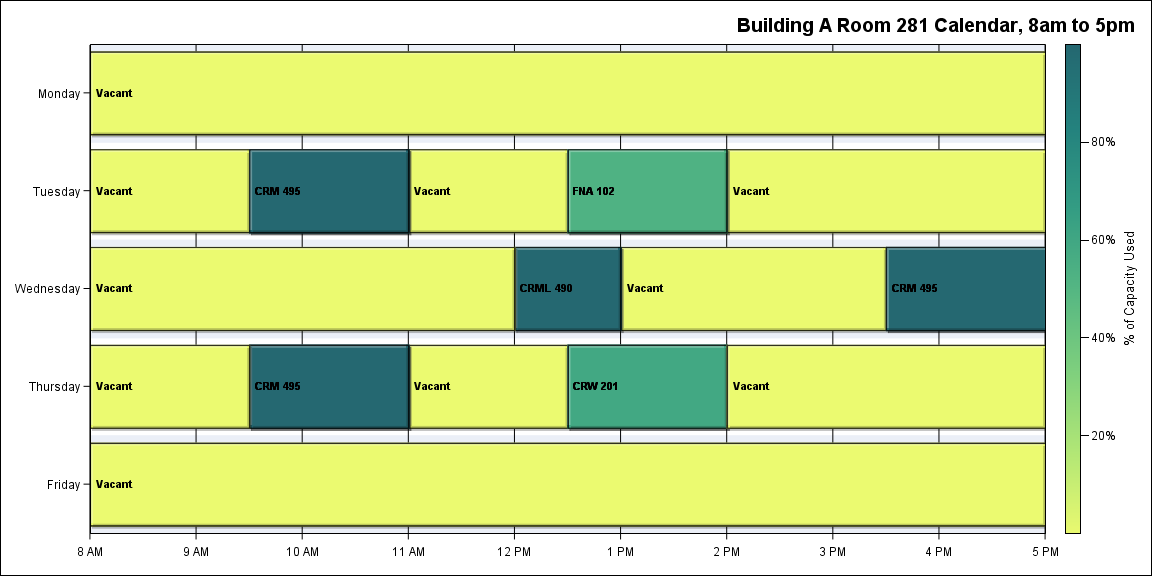 Building A Room 281 Calendar, 8am to 5pm
Monday
Vacant
Tuesday
Vacant
CRM 495
Vacant
FNA 102
Vacant
Wednesday
Vacant
CRML 490
Vacant
CRM 495
Thursday
Vacant
CRM 495
Vacant
CRW 201
Vacant
Friday
Vacant
8 AM
9 AM
10 AM
11 AM
12 PM
1 PM
2 PM
3 PM
4 PM
5 PM
80%
60%
40%
20%
% of Capacity Used